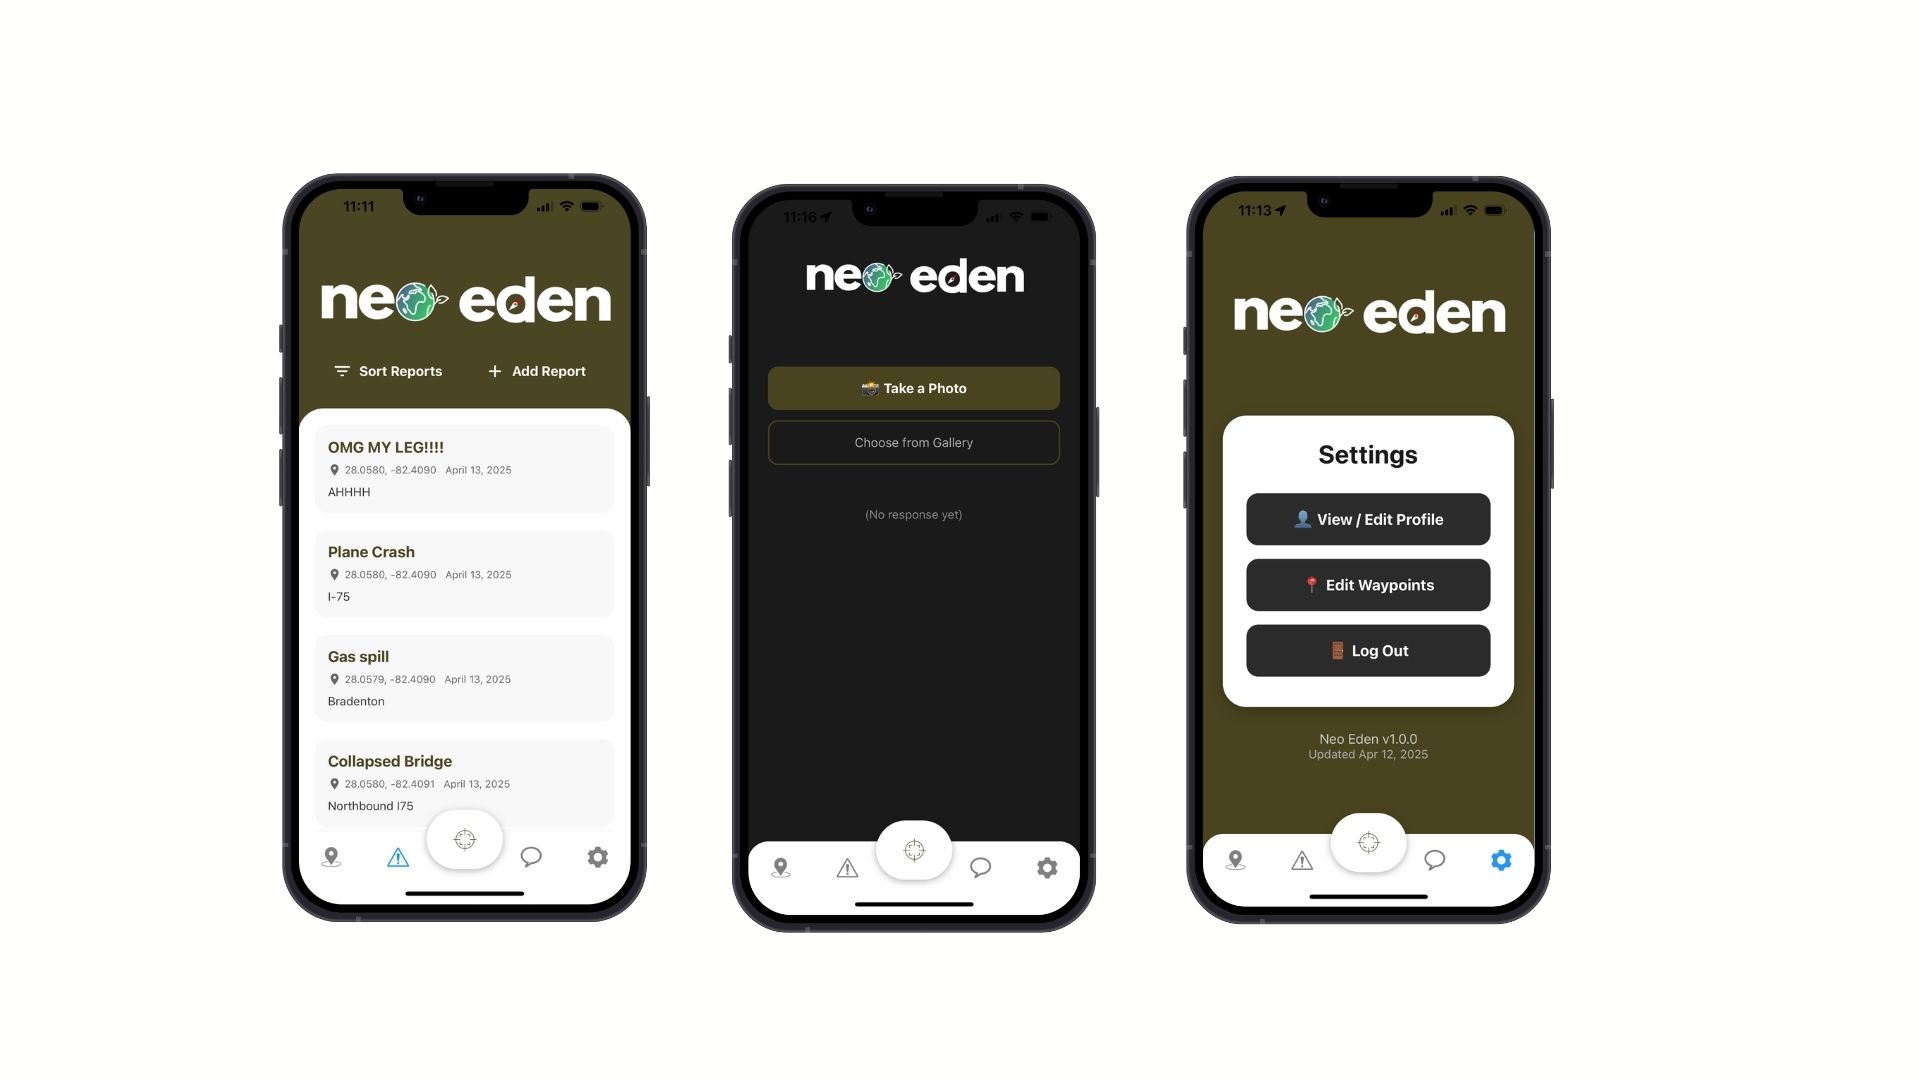 11:11
neo eden
Sort Reports
Add Report
OMG MY LEG!!!!
28.0580, -82.4090 April 13, 2025
AHHHH
Plane Crash
28.0580, -82.4090 April 13, 2025
I-75
Gas spill
28.0579, -82.4090 April 13, 2025
Bradenton
Collapsed Bridge
28.0580, -82.4091 April 13, 2025
Northbound I75
11:16
neo eden
📸 Take a Photo
Choose from Gallery
(No response yet)
11:13
neo eden
Settings
👤 View / Edit Profile
📍 Edit Waypoints
🚪 Log Out
Neo Eden v1.0.0
Updated Apr 12, 2025